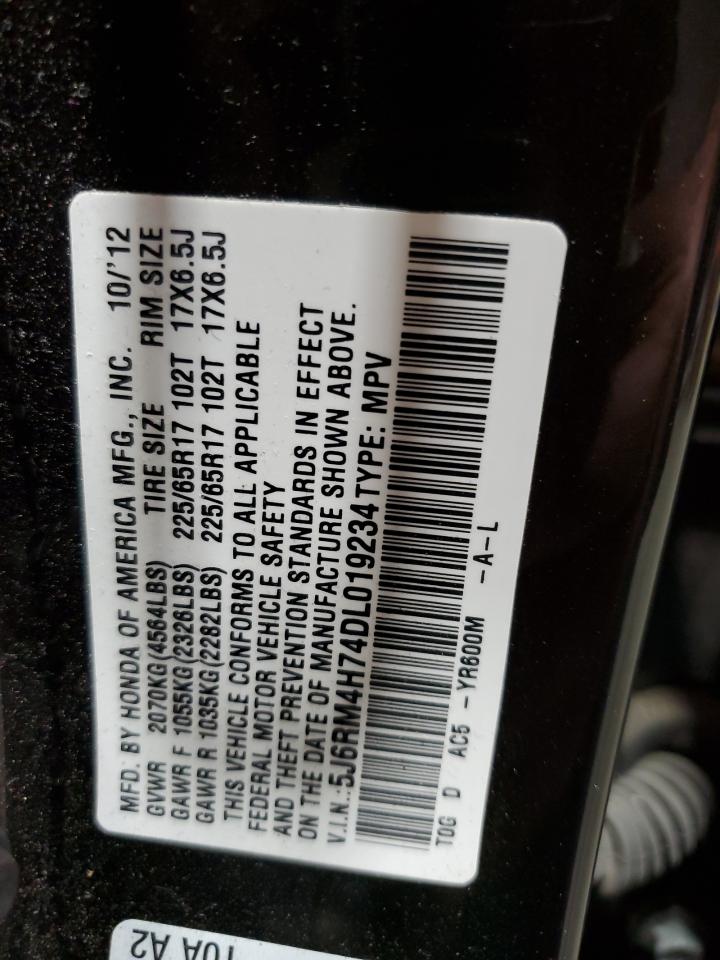 MFD. BY HONDA OF AMERICA MFG., INC. 10/'12
GVWR 2070KG(4564LBS) TIRE SIZE RIM SIZE
GAWR F 1055KG(2326LBS) 225/65R17 102T 17X6.5J
GAWR R 1035KG(2282LBS) 225/65R17 102T 17X6.5J
THIS VEHICLE CONFORMS TO ALL APPLICABLE
FEDERAL MOTOR VEHICLE SAFETY
AND THEFT PREVENTION STANDARDS IN EFFECT
ON THE DATE OF MANUFACTURE SHOWN ABOVE.
V.I.N.:5J6RM4H74DL019234 TYPE: MPV
TOG D AC5 -YR600M -A-L
A2